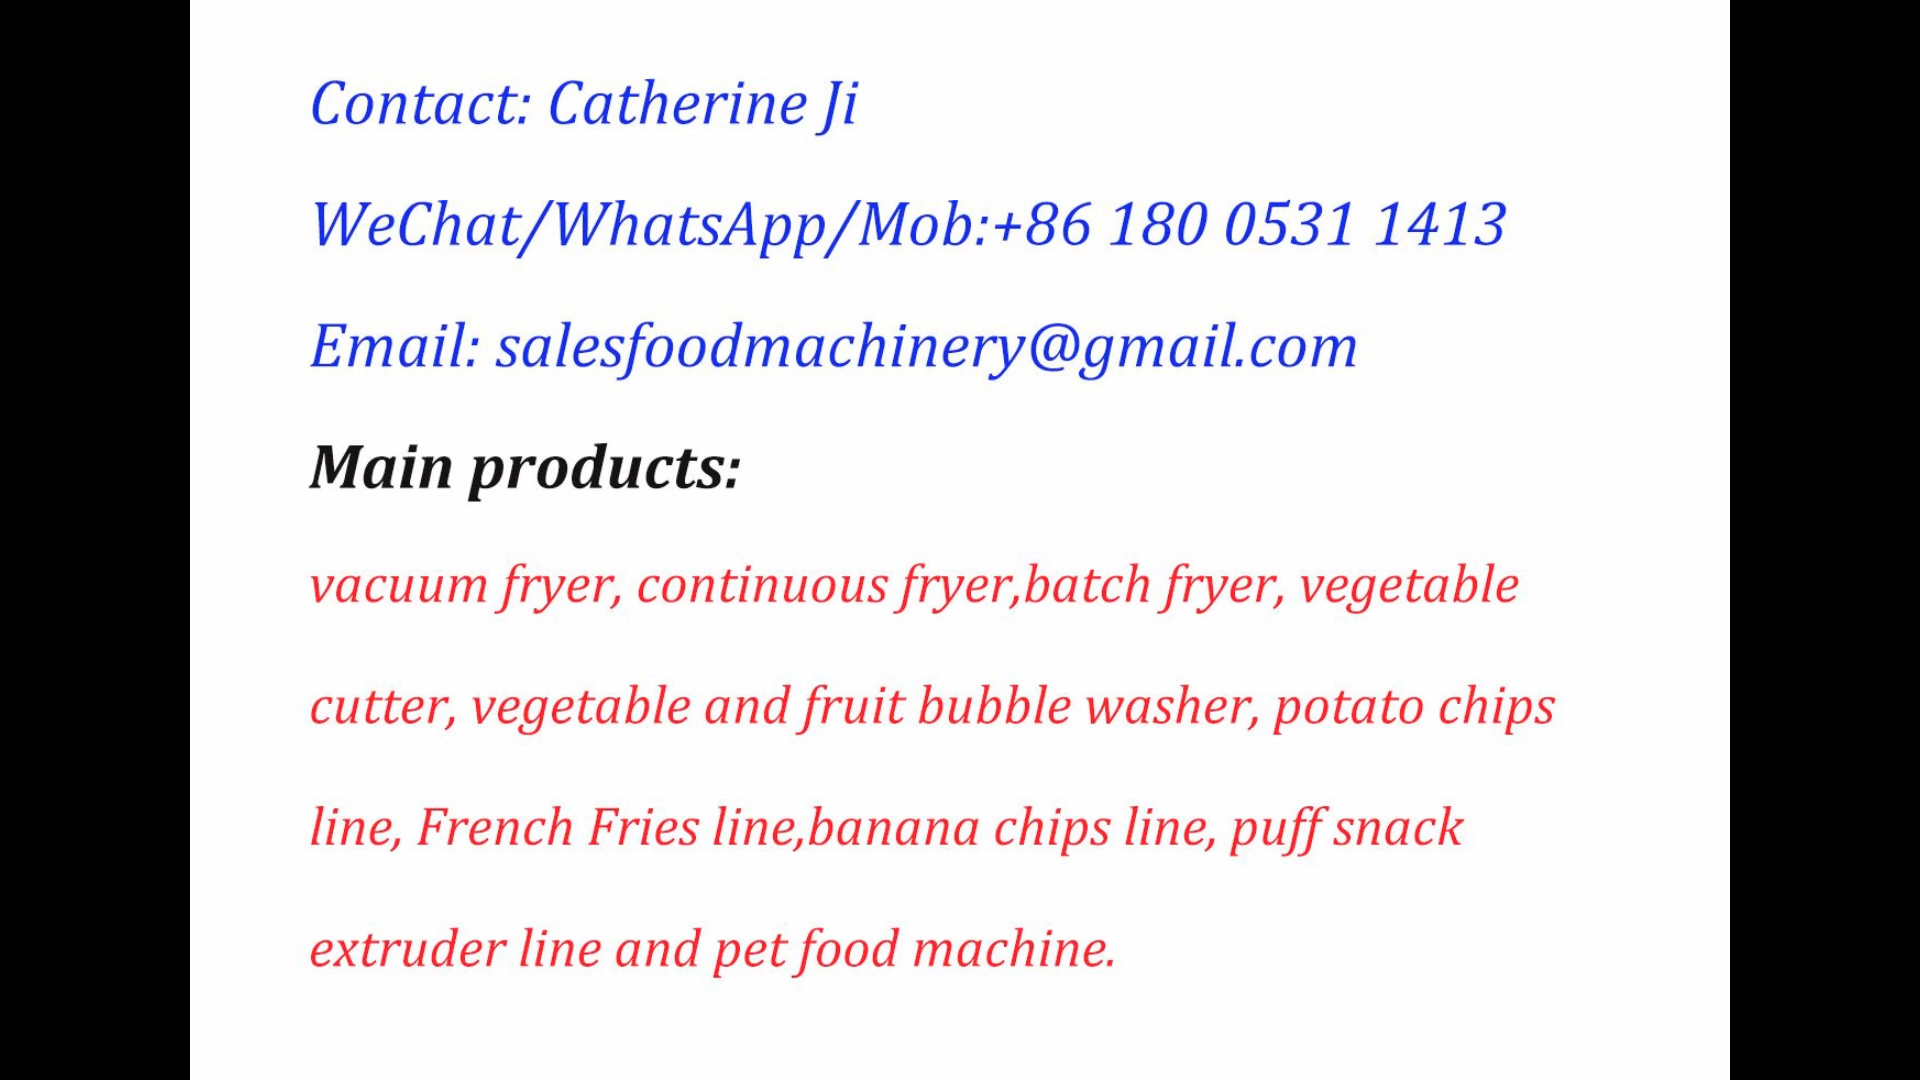 Contact: Catherine Ji
WeChat/WhatsApp/Mob:+86 180 0531 1413
Email: salesfoodmachinery@gmail.com
Main products:
vacuum fryer, continuous fryer,batch fryer, vegetable
cutter, vegetable and fruit bubble washer, potato chips
line, French Fries line,banana chips line, puff snack
extruder line and pet food machine.